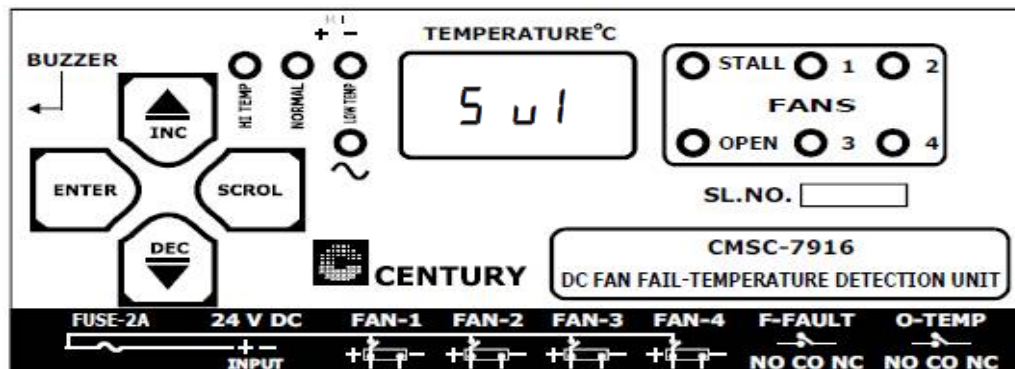 + -
TEMPERATURE°C
BUZZER
HI TEMP
NORMAL
LOW TEMP
INC
ENTER
SCROL
DEC
5 u1
STALL 1 2
FANS
OPEN 3 4
SL.NO.
CENTURY
CMSC-7916
DC FAN FAIL-TEMPERATURE DETECTION UNIT
FUSE-2A 24 V DC FAN-1 FAN-2 FAN-3 FAN-4 F-FAULT O-TEMP
+ - + - + - + - + -
INPUT NO CO NC NO CO NC